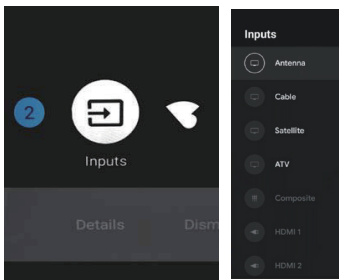 2
Inputs
Details
Dism
Inputs
Antenna
Cable
Satellite
ATV
Composite
HDMI 1
HDMI 2